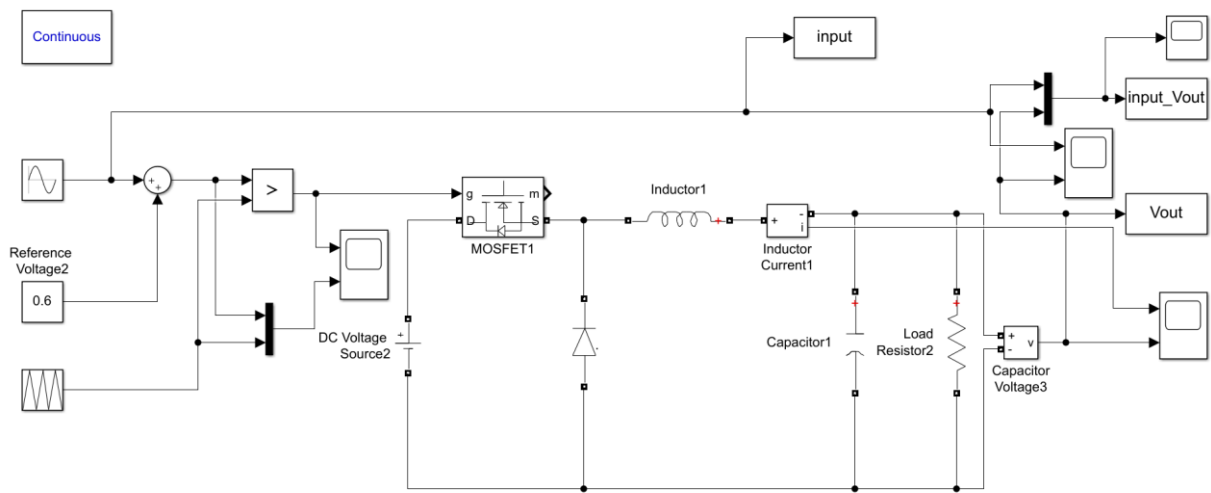 Continuous
input
input_Vout
>
g
m
D
S
MOSFET1
Inductor1
+
-
i
Inductor
Current1
Vout
Reference
Voltage2
0.6
+
+
DC Voltage
Source2
+
Capacitor1
Load
Resistor2
+
-
v
Capacitor
Voltage3